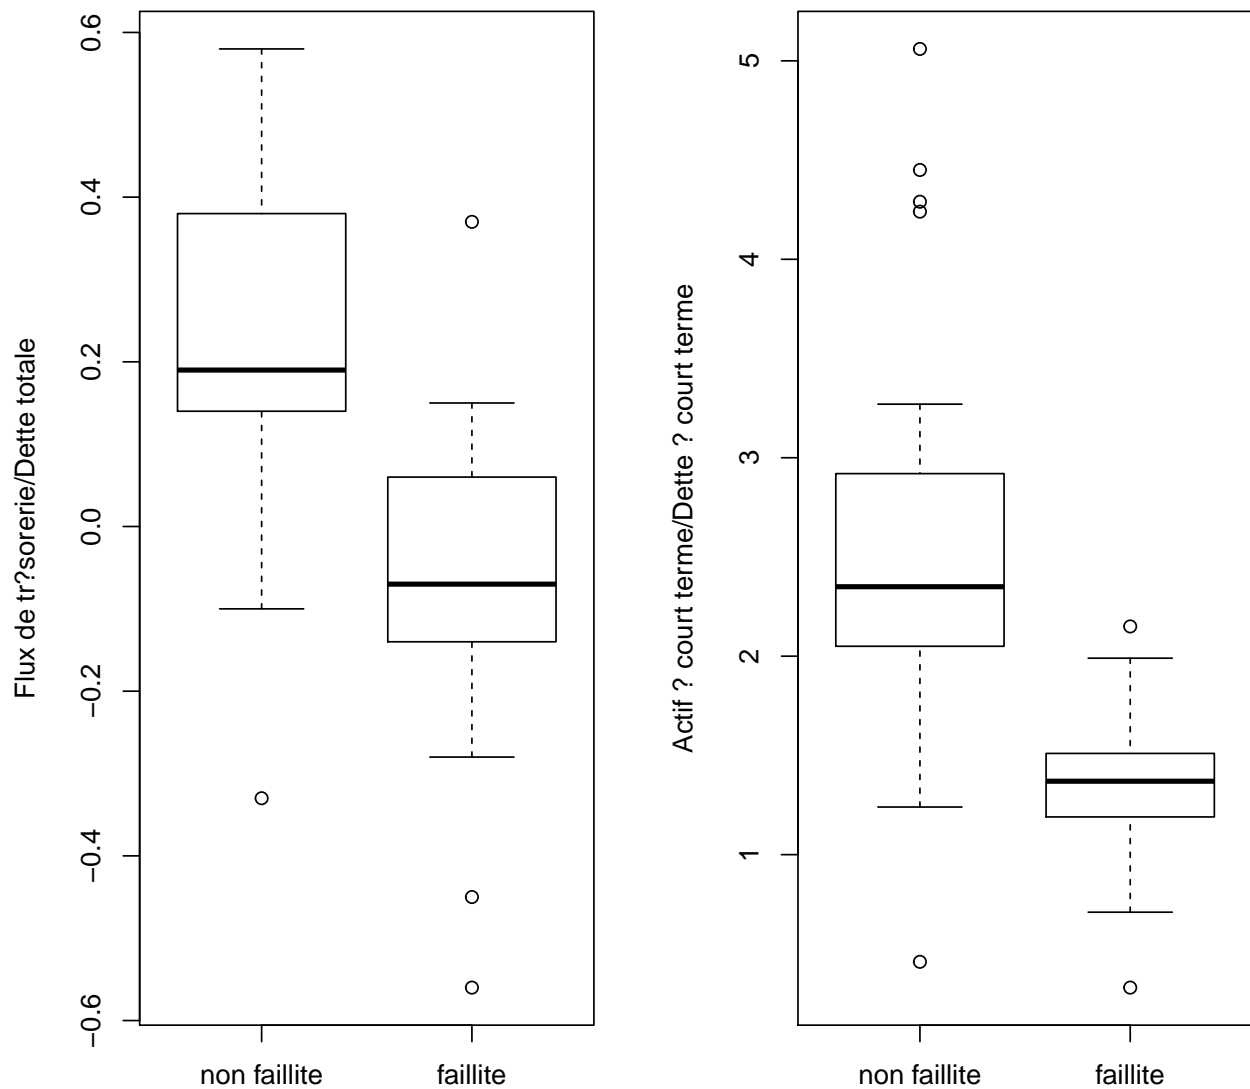 Flux de tr?sorerie/Dette totale
0.6
0.4
0.2
0.0
−0.2
−0.4
−0.6
non faillite
faillite
Actif ? court terme/Dette ? court terme
5
4
3
2
1
non faillite
faillite